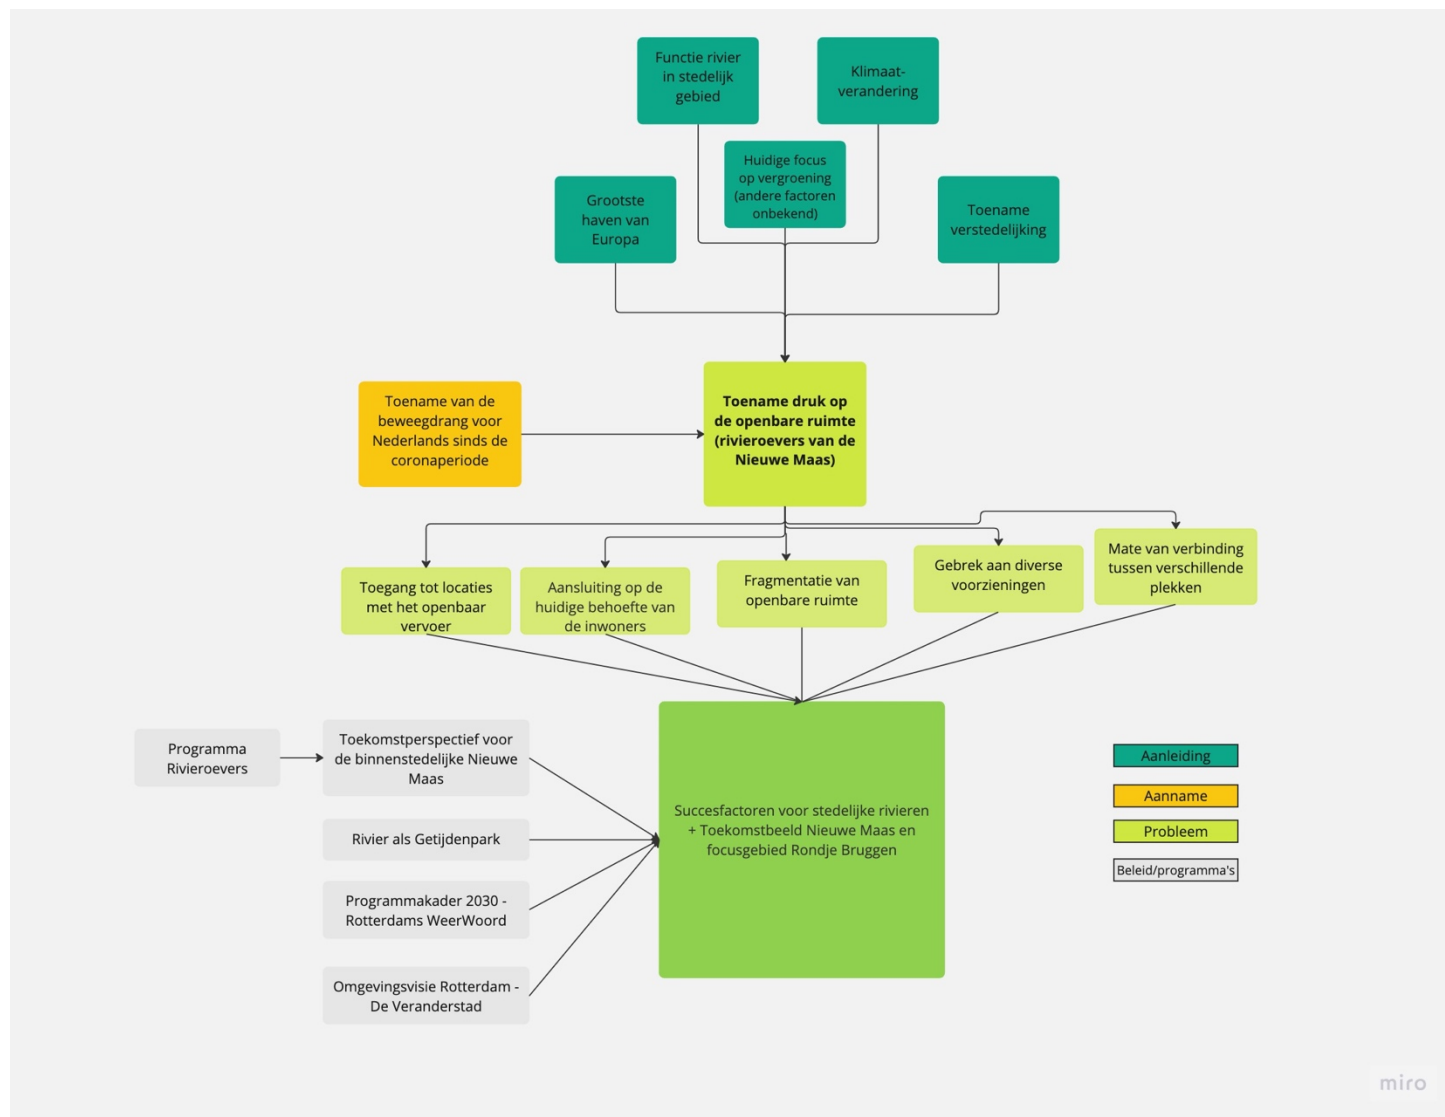 Functie rivier
in stedelijk
gebied
Klimaat-
verandering
Huidige focus
op vergroening
(andere factoren
onbekend)
Grootste
haven van
Europa
Toename
verstedelijking
Toename van de
beweegdrang voor
Nederlands sinds de
coronaperiode
Toename druk op
de openbare ruimte
(rivieroevers van de
Nieuwe Maas)
Toegang tot locaties
met het openbaar
vervoer
Aansluiting op de
huidige behoefte van
de inwoners
Fragmentatie van
openbare ruimte
Gebrek aan diverse
voorzieningen
Mate van verbinding
tussen verschillende
plekken
Programma
Rivieroevers
Toekomstperspectief voor
de binnenstedelijke Nieuwe
Maas
Rivier als Getijdenpark
Programmakader 2030 -
Rotterdams WeerWoord
Omgevingsvisie Rotterdam -
De Veranderstad
Succesfactoren voor stedelijke rivieren
+ Toekomstbeeld Nieuwe Maas en
focusgebied Rondje Bruggen
Aanleiding
Aanname
Probleem
Beleid/programma's
miro